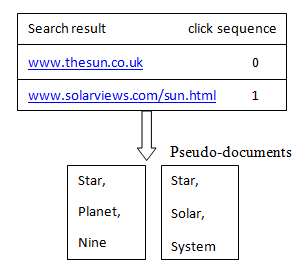 Search result click sequence
www.thesun.co.uk 0
www.solarviews.com/sun.html 1
Pseudo-documents
Star,
Planet,
Nine
Star,
Solar,
System